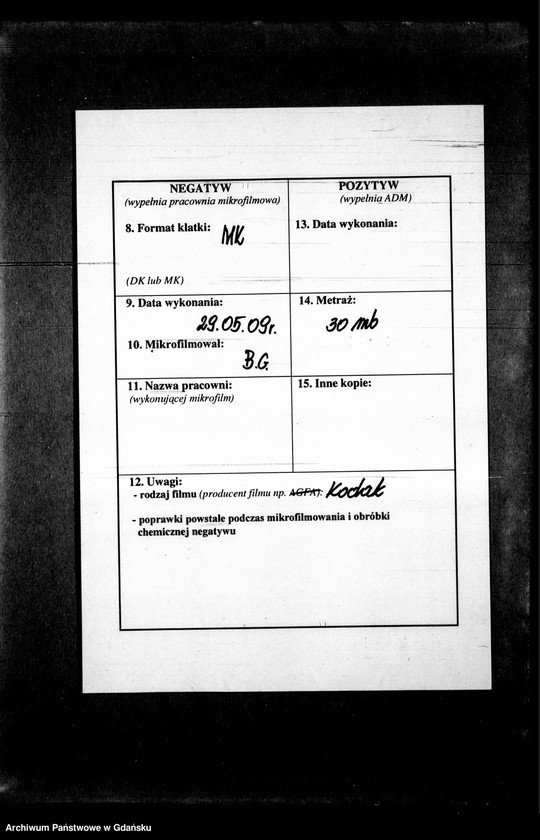 NEGATYW
(wypełnia pracownia mikrofilmowa)
8. Format klatki: MK
(DK lub MK)
9. Data wykonania:
29.05.09r.
10. Mikrofilmował:
B.G.
11. Nazwa pracowni:
(wykonującej mikrofilm)
POZYTYW
(wypełnia ADM)
13. Data wykonania:
14. Metraż:
30 mb
15. Inne kopie:
12. Uwagi:
- rodzaj filmu (producent filmu np. AGFA): Kodak
- poprawki powstałe podczas mikrofilmowania i obróbki
chemicznej negatywu
Archiwum Państwowe w Gdańsku